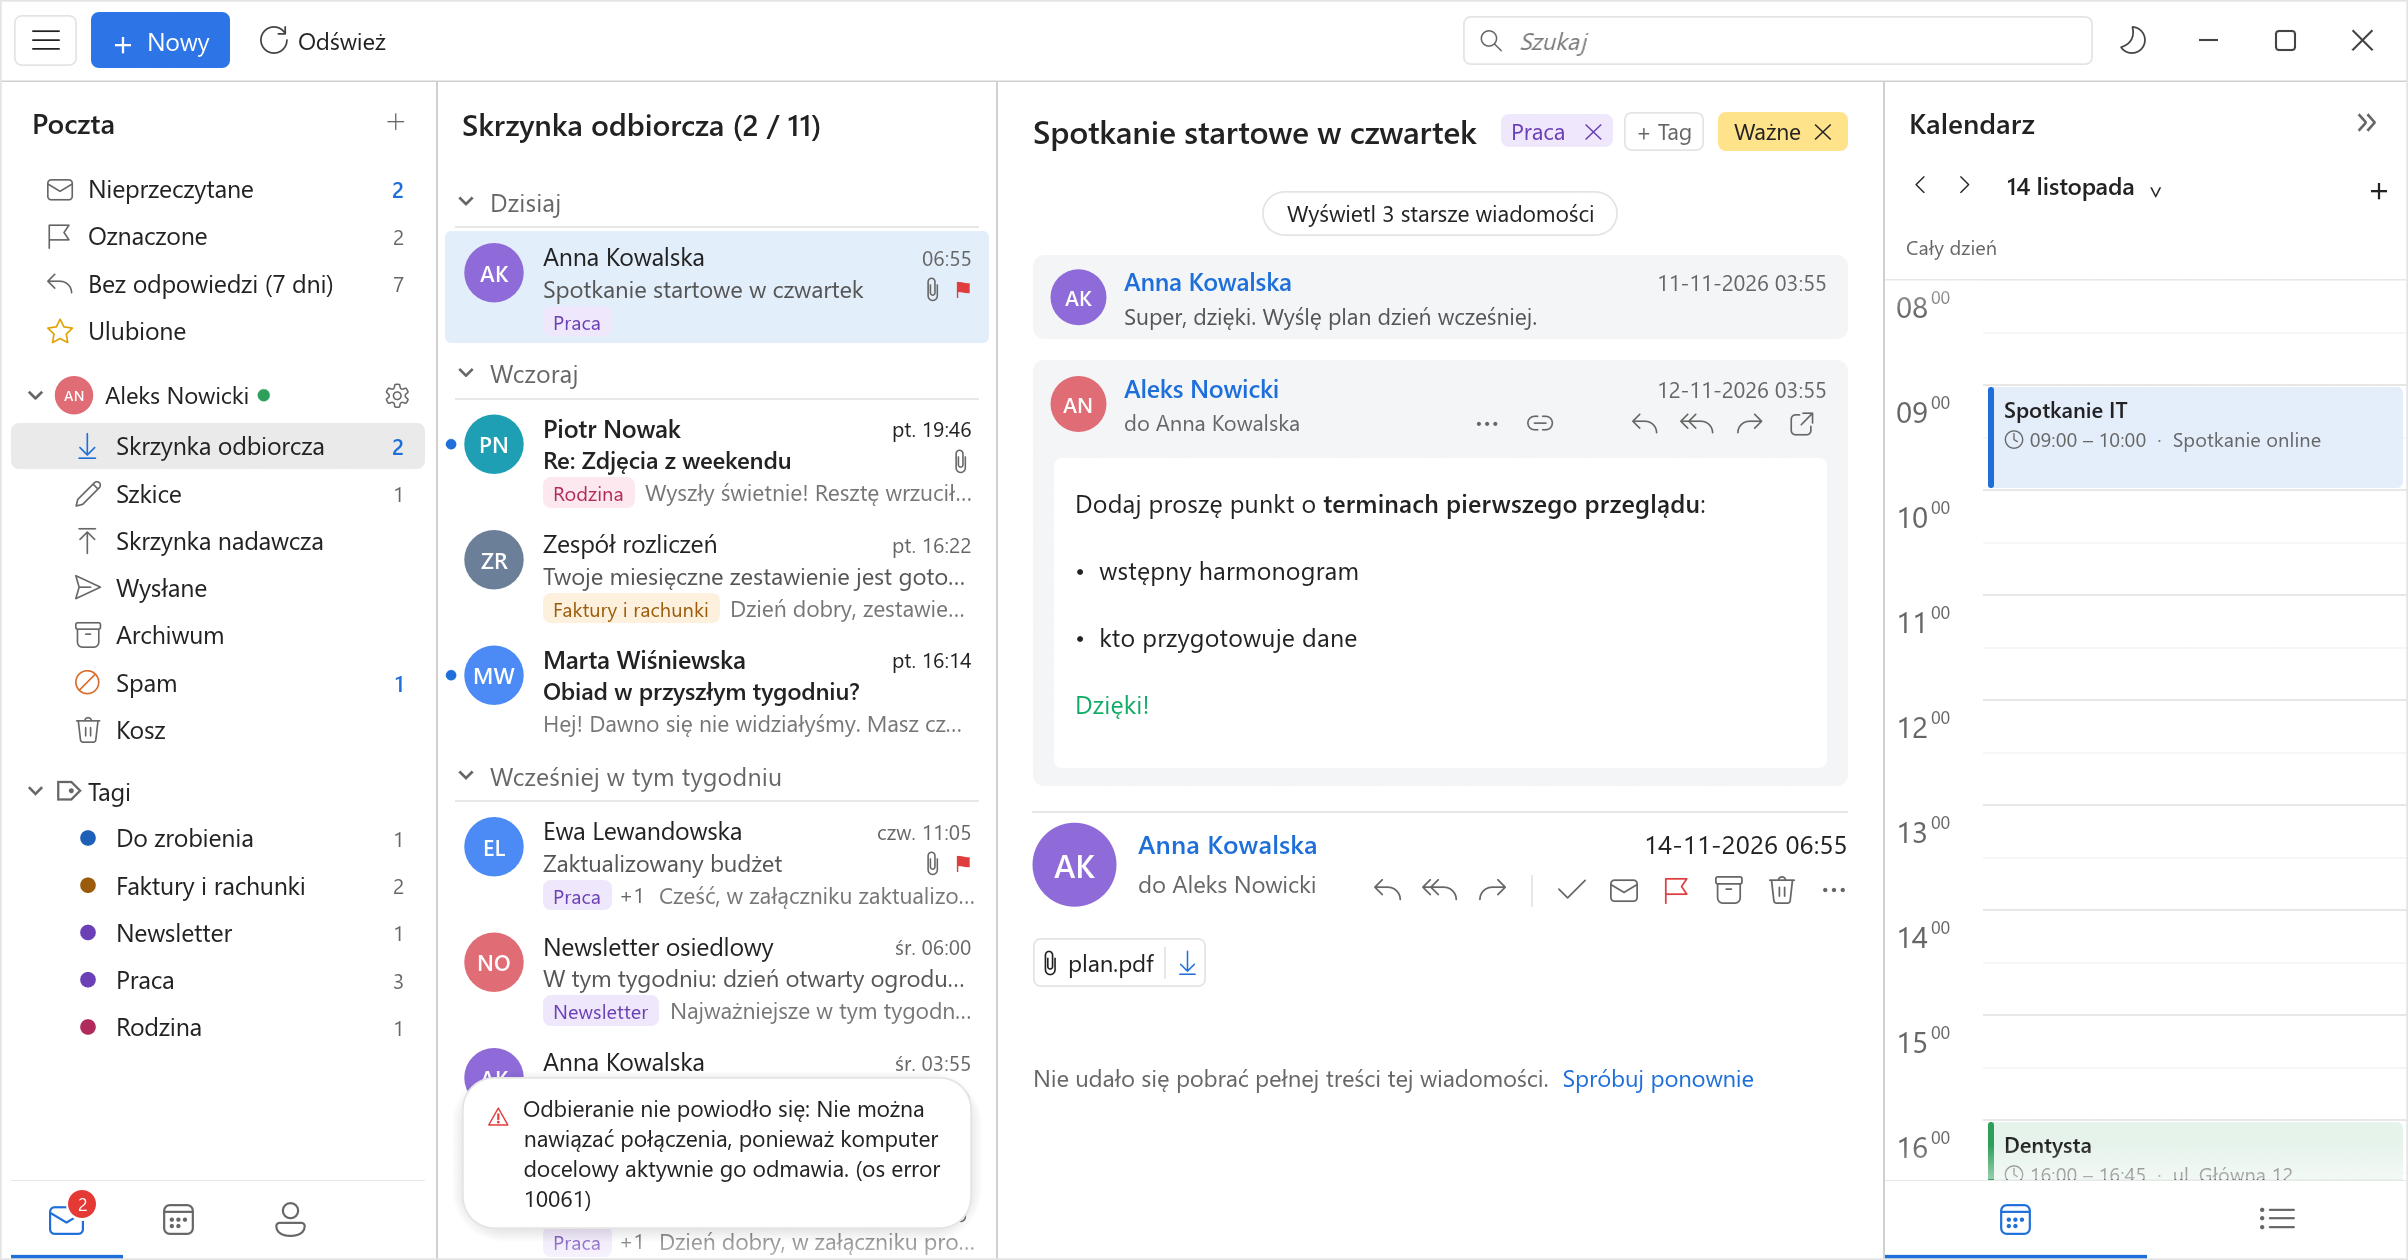 + Nowy
Odśwież
Szukaj
Poczta
Nieprzeczytane 2
Oznaczone 2
Bez odpowiedzi (7 dni) 7
Ulubione
AN Aleks Nowicki
Skrzynka odbiorcza 2
Szkice 1
Skrzynka nadawcza
Wysłane
Archiwum
Spam 1
Kosz
Tagi
Do zrobienia 1
Faktury i rachunki 2
Newsletter 1
Praca 3
Rodzina 1
2
Skrzynka odbiorcza (2 / 11)
Dzisiaj
AK Anna Kowalska 06:55
Spotkanie startowe w czwartek
Praca
Wczoraj
PN Piotr Nowak pt. 19:46
Re: Zdjęcia z weekendu
Rodzina Wyszły świetnie! Resztę wrzucił...
ZR Zespół rozliczeń pt. 16:22
Twoje miesięczne zestawienie jest goto...
Faktury i rachunki Dzień dobry, zestawie...
MW Marta Wiśniewska pt. 16:14
Obiad w przyszłym tygodniu?
Hej! Dawno się nie widziałyśmy. Masz cz...
Wcześniej w tym tygodniu
EL Ewa Lewandowska czw. 11:05
Zaktualizowany budżet
Praca +1 Cześć, w załączniku zaktualizo...
NO Newsletter osiedlowy śr. 06:00
W tym tygodniu: dzień otwarty ogrodu...
Newsletter Najważniejsze w tym tygodn...
AK Anna Kowalska śr. 03:55
Odbieranie nie powiodło się: Nie można
nawiązać połączenia, ponieważ komputer
docelowy aktywnie go odmawia. (os error
10061)
Praca +1 Dzień dobry, w załączniku pro...
Spotkanie startowe w czwartek Praca + Tag Ważne
Wyświetl 3 starsze wiadomości
AK Anna Kowalska 11-11-2026 03:55
Super, dzięki. Wyślę plan dzień wcześniej.
AN Aleks Nowicki 12-11-2026 03:55
do Anna Kowalska
Dodaj proszę punkt o terminach pierwszego przeglądu:
• wstępny harmonogram
• kto przygotowuje dane
Dzięki!
AK Anna Kowalska 14-11-2026 06:55
do Aleks Nowicki
plan.pdf
Nie udało się pobrać pełnej treści tej wiadomości. Spróbuj ponownie
Kalendarz
14 listopada
+
Cały dzień
08 00
09 00
Spotkanie IT
09:00 – 10:00 · Spotkanie online
10 00
11 00
12 00
13 00
14 00
15 00
16 00
Dentysta
16:00 – 16:45 · ul. Główna 12